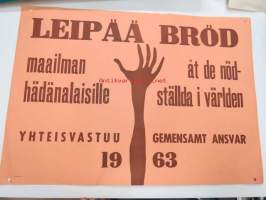 LEIPÄÄ BRÖD
maailman åt de nöd-
hädänalaisille ställda i världen
YHTEISVASTUU GEMENSAMT ANSVAR
19 63